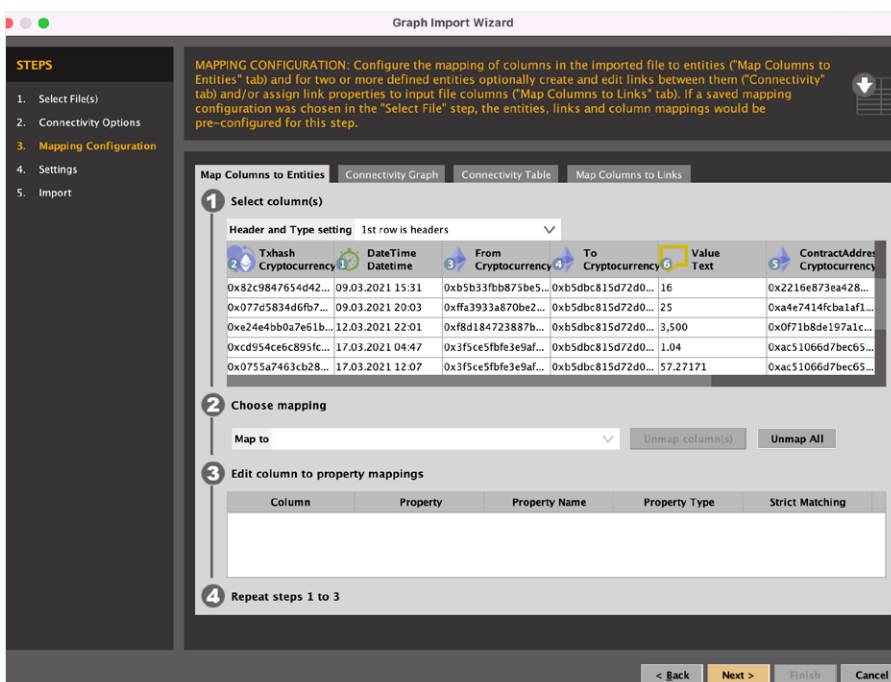 Graph Import Wizard
STEPS
1. Select File(s)
2. Connectivity Options
3. Mapping Configuration
4. Settings
5. Import
MAPPING CONFIGURATION: Configure the mapping of columns in the imported file to entities ("Map Columns to
Entities" tab) and for two or more defined entities optionally create and edit links between them ("Connectivity"
tab) and/or assign link properties to input file columns ("Map Columns to Links" tab). If a saved mapping
configuration was chosen in the "Select File" step, the entities, links and column mappings would be
pre-configured for this step.
Map Columns to Entities Connectivity Graph Connectivity Table Map Columns to Links
1 Select column(s)
Header and Type setting 1st row is headers
Txhash DateTime From To Value ContractAddres
2 Cryptocurrency 1 Datetime 3 Cryptocurrency 4 Cryptocurrency 6 Text 5 Cryptocurrency
0x82c9847654d42... 09.03.2021 15:31 0xb5b33fbb875be5... 0xb5dbc815d72d0... 16 0x2216e873ea428...
0x077d5834d6fb7... 09.03.2021 20:03 0xffa3933a870be2... 0xb5dbc815d72d0... 25 0xa4e7414fcba1af1...
0xe24e4bb0a7e61b... 12.03.2021 22:01 0xf8d184723887b... 0xb5dbc815d72d0... 3,500 0x0f71b8de197a1c...
0xcd954ce6c895fc... 17.03.2021 04:47 0x3f5ce5fbfe3e9af... 0xb5dbc815d72d0... 1.04 0xac51066d7bec65...
0x0755a7463cb28... 17.03.2021 12:07 0x3f5ce5fbfe3e9af... 0xb5dbc815d72d0... 57.27171 0xac51066d7bec65...
2 Choose mapping
Map to Unmap column(s) Unmap All
3 Edit column to property mappings
Column Property Property Name Property Type Strict Matching
4 Repeat steps 1 to 3
< Back Next > Finish Cancel